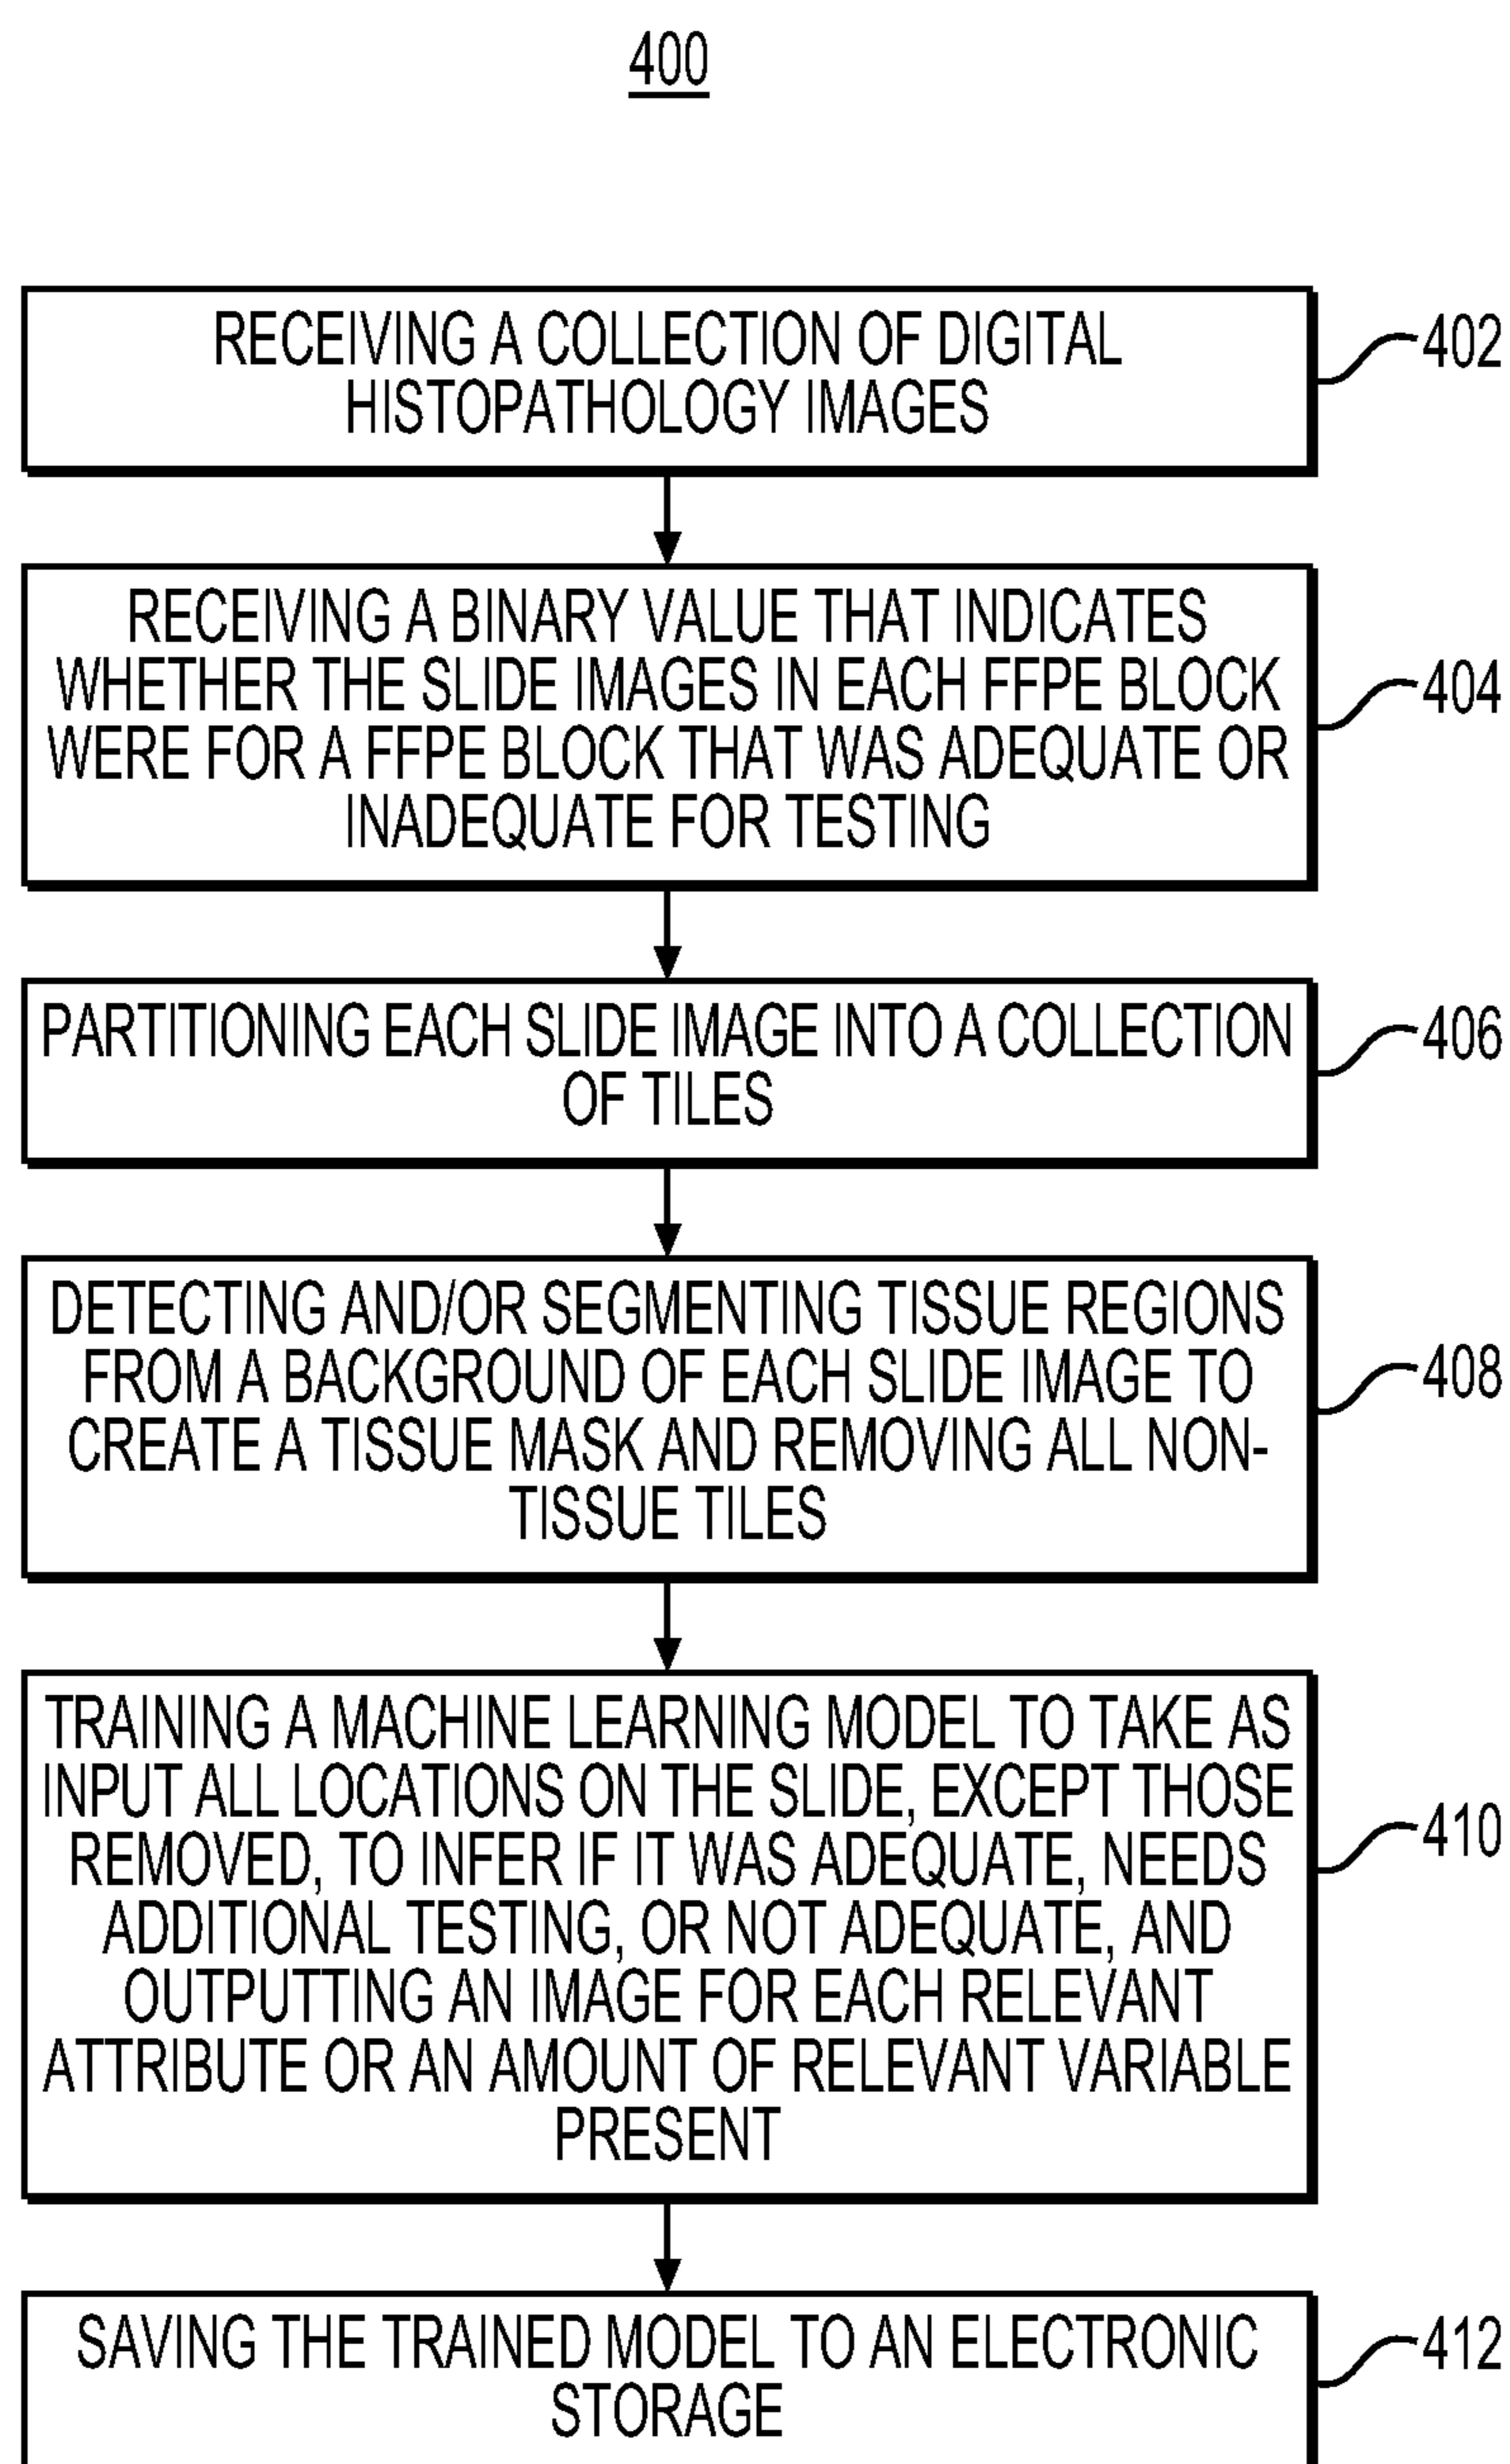 400
RECEIVING A COLLECTION OF DIGITAL
HISTOPATHOLOGY IMAGES
402
RECEIVING A BINARY VALUE THAT INDICATES
WHETHER THE SLIDE IMAGES IN EACH FFPE BLOCK
WERE FOR A FFPE BLOCK THAT WAS ADEQUATE OR
INADEQUATE FOR TESTING
404
PARTITIONING EACH SLIDE IMAGE INTO A COLLECTION
OF TILES
406
DETECTING AND/OR SEGMENTING TISSUE REGIONS
FROM A BACKGROUND OF EACH SLIDE IMAGE TO
CREATE A TISSUE MASK AND REMOVING ALL NON-
TISSUE TILES
408
TRAINING A MACHINE LEARNING MODEL TO TAKE AS
INPUT ALL LOCATIONS ON THE SLIDE, EXCEPT THOSE
REMOVED, TO INFER IF IT WAS ADEQUATE, NEEDS
ADDITIONAL TESTING, OR NOT ADEQUATE, AND
OUTPUTTING AN IMAGE FOR EACH RELEVANT
ATTRIBUTE OR AN AMOUNT OF RELEVANT VARIABLE
PRESENT
410
SAVING THE TRAINED MODEL TO AN ELECTRONIC
STORAGE
412